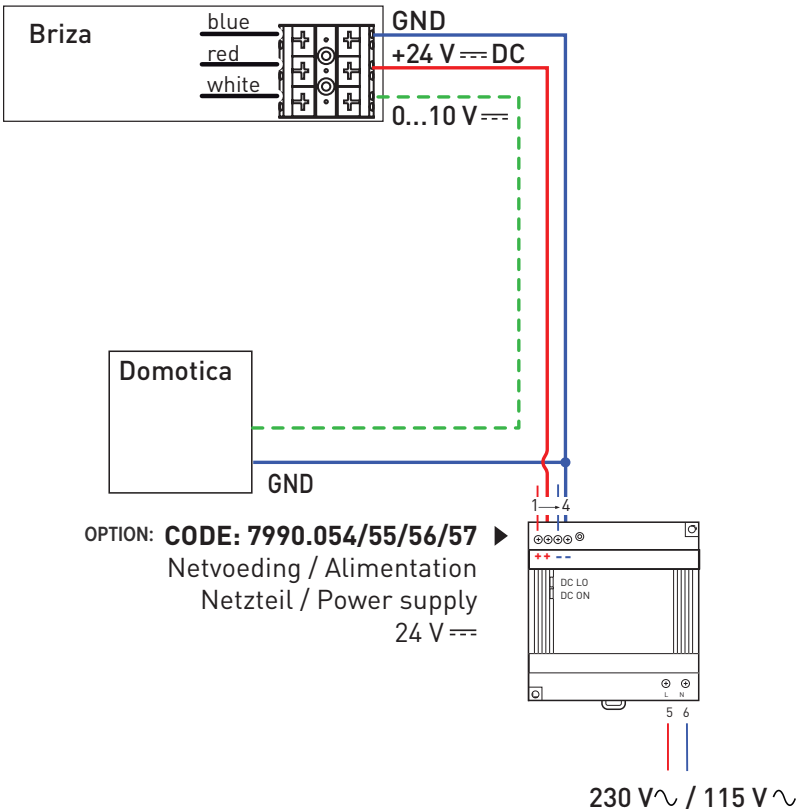 Briza
blue
red
white
GND
+24 V ⎓ DC
0...10 V ⎓
Domotica
GND
1→4
OPTION: CODE: 7990.054/55/56/57 ▶
Netvoeding / Alimentation
Netzteil / Power supply
24 V ⎓
++ --
DC LO
DC ON
L N
5 6
230 V∿ / 115 V∿